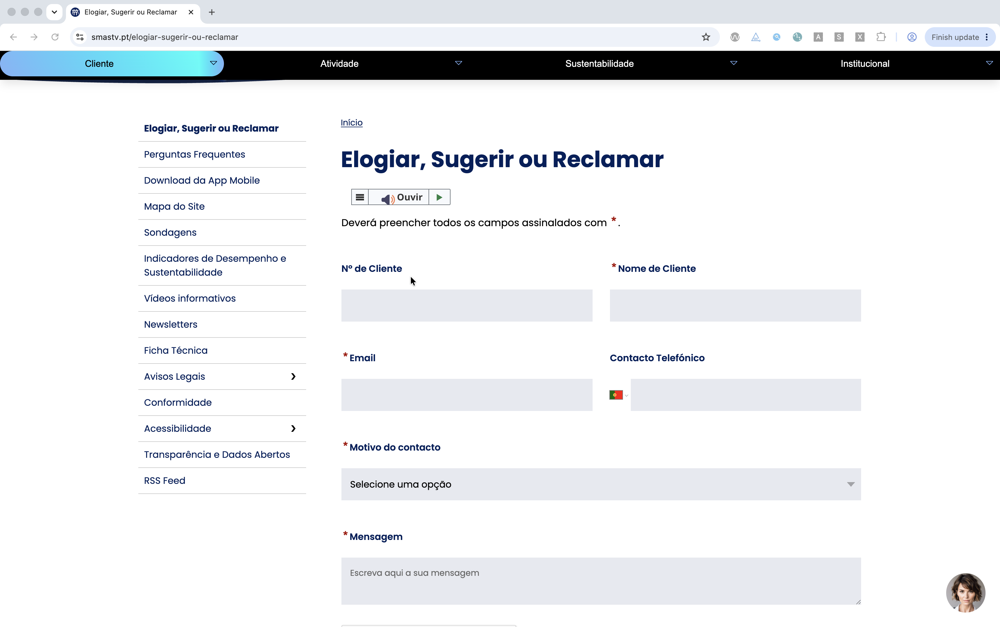 Elogiar, Sugerir ou Reclamar
smastv.pt/elogiar-sugerir-ou-reclamar
A
S
X
Finish update
Cliente
Atividade
Sustentabilidade
Institucional
Elogiar, Sugerir ou Reclamar
Perguntas Frequentes
Download da App Mobile
Mapa do Site
Sondagens
Indicadores de Desempenho e
Sustentabilidade
Vídeos informativos
Newsletters
Ficha Técnica
Avisos Legais
Conformidade
Acessibilidade
Transparência e Dados Abertos
RSS Feed
Início
Elogiar, Sugerir ou Reclamar
Ouvir
Deverá preencher todos os campos assinalados com *.
Nº de Cliente
* Nome de Cliente
* Email
Contacto Telefónico
* Motivo do contacto
Selecione uma opção
* Mensagem
Escreva aqui a sua mensagem